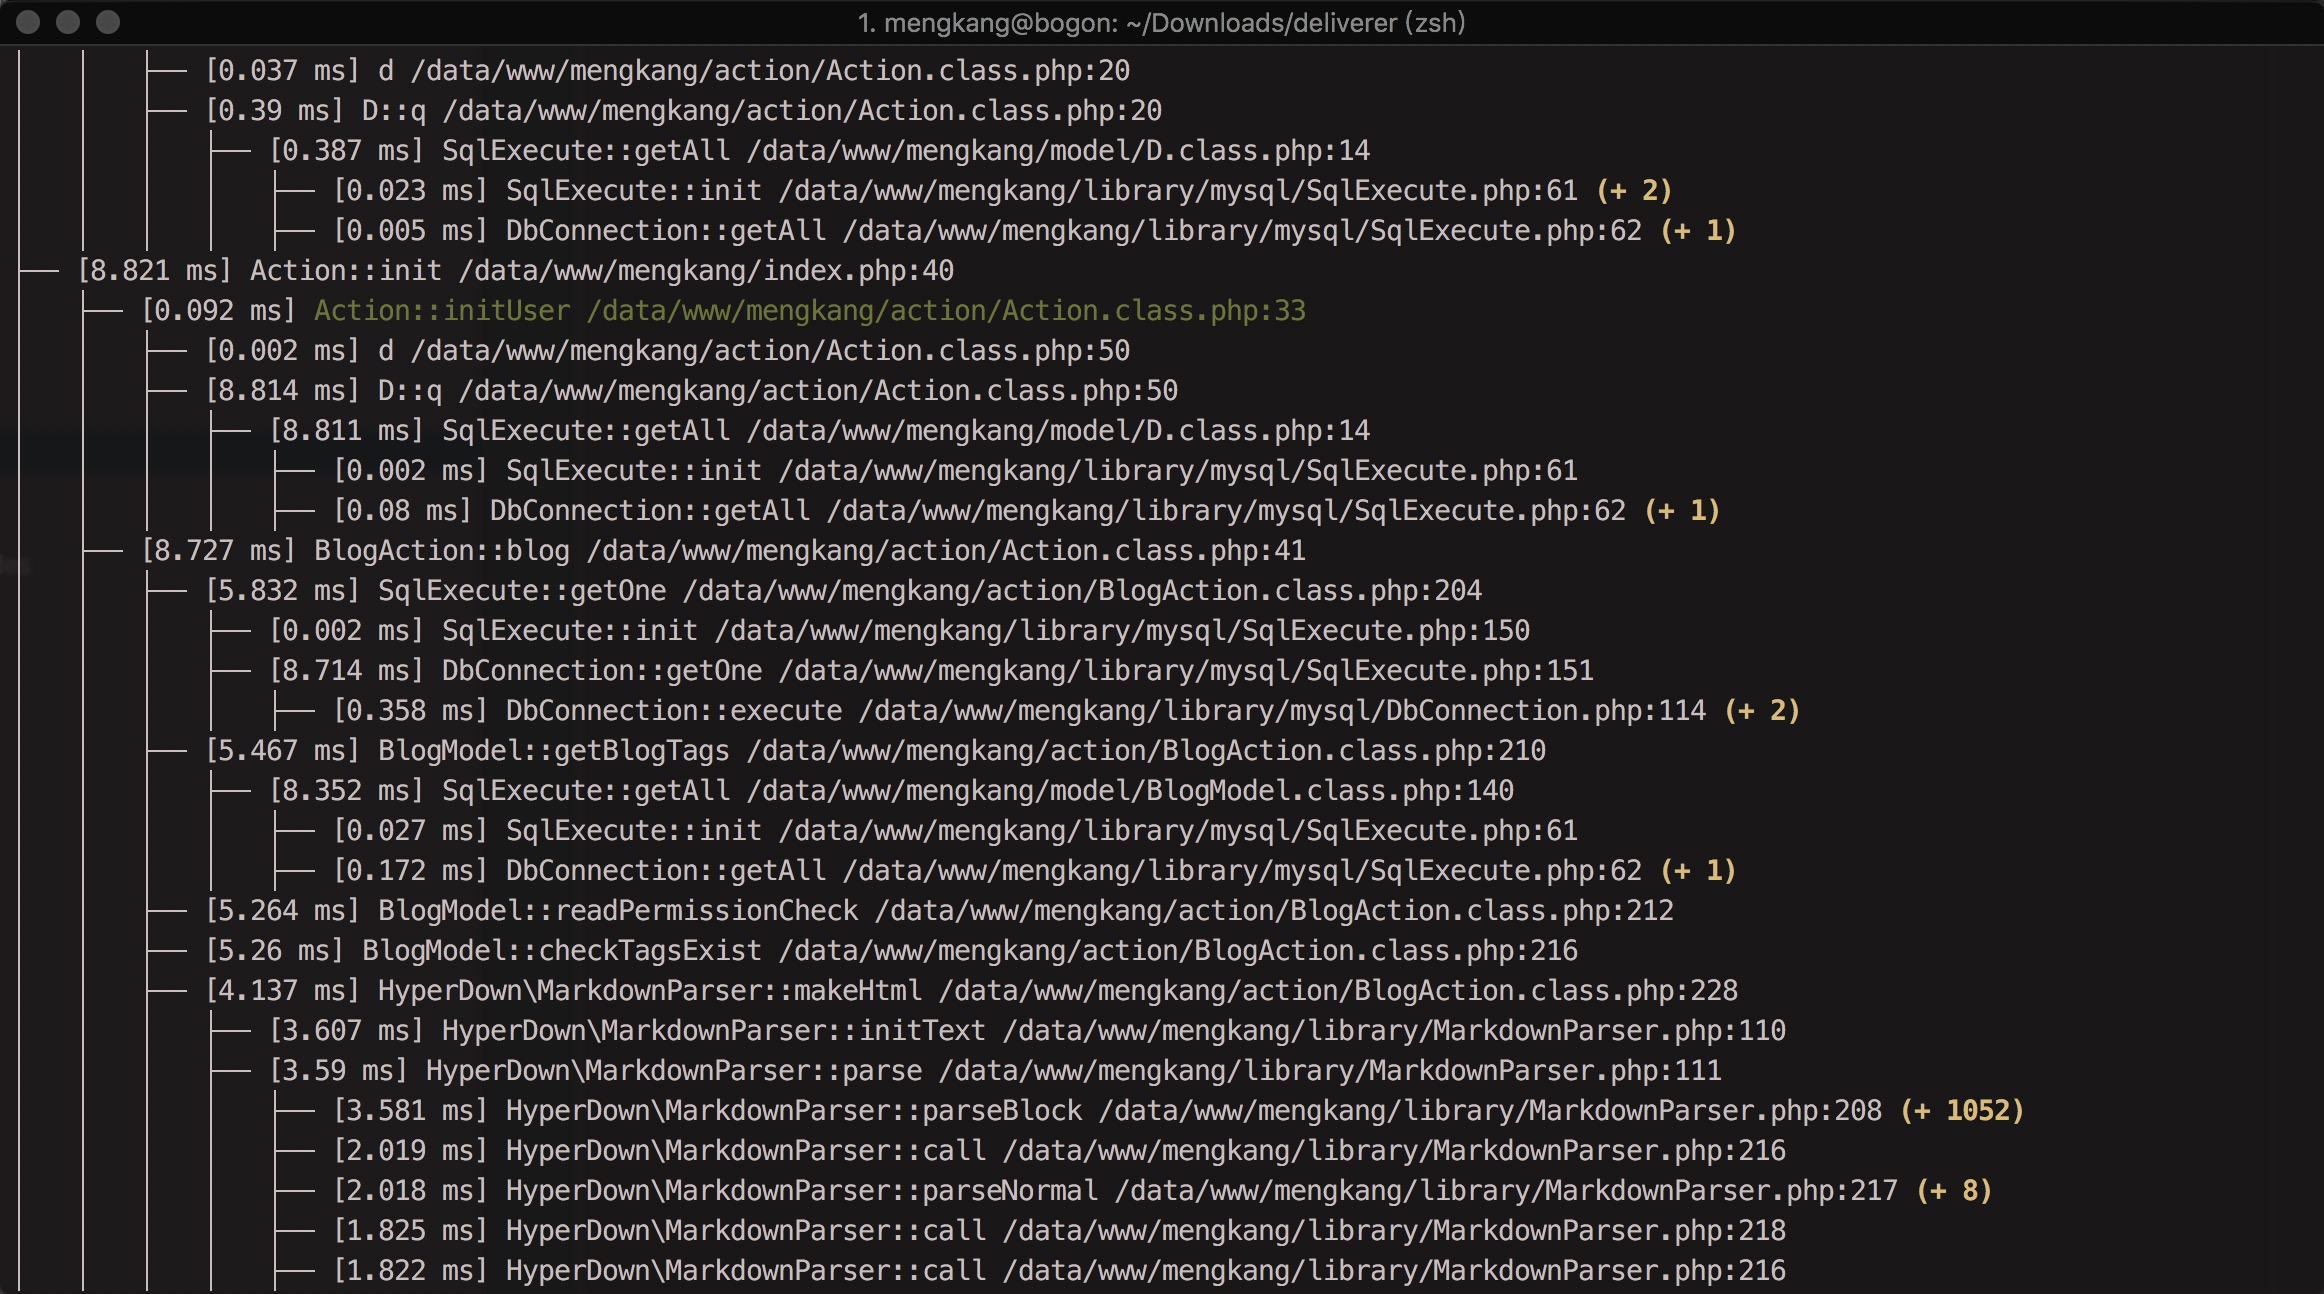 1. mengkang@bogon: ~/Downloads/deliverer (zsh)
[0.037 ms] d /data/www/mengkang/action/Action.class.php:20
[0.39 ms] D::q /data/www/mengkang/action/Action.class.php:20
[0.387 ms] SqlExecute::getAll /data/www/mengkang/model/D.class.php:14
[0.023 ms] SqlExecute::init /data/www/mengkang/library/mysql/SqlExecute.php:61 (+ 2)
[0.005 ms] DbConnection::getAll /data/www/mengkang/library/mysql/SqlExecute.php:62 (+ 1)
[8.821 ms] Action::init /data/www/mengkang/index.php:40
[0.092 ms] Action::initUser /data/www/mengkang/action/Action.class.php:33
[0.002 ms] d /data/www/mengkang/action/Action.class.php:50
[8.814 ms] D::q /data/www/mengkang/action/Action.class.php:50
[8.811 ms] SqlExecute::getAll /data/www/mengkang/model/D.class.php:14
[0.002 ms] SqlExecute::init /data/www/mengkang/library/mysql/SqlExecute.php:61
[0.08 ms] DbConnection::getAll /data/www/mengkang/library/mysql/SqlExecute.php:62 (+ 1)
[8.727 ms] BlogAction::blog /data/www/mengkang/action/Action.class.php:41
[5.832 ms] SqlExecute::getOne /data/www/mengkang/action/BlogAction.class.php:204
[0.002 ms] SqlExecute::init /data/www/mengkang/library/mysql/SqlExecute.php:150
[8.714 ms] DbConnection::getOne /data/www/mengkang/library/mysql/SqlExecute.php:151
[0.358 ms] DbConnection::execute /data/www/mengkang/library/mysql/DbConnection.php:114 (+ 2)
[5.467 ms] BlogModel::getBlogTags /data/www/mengkang/action/BlogAction.class.php:210
[8.352 ms] SqlExecute::getAll /data/www/mengkang/model/BlogModel.class.php:140
[0.027 ms] SqlExecute::init /data/www/mengkang/library/mysql/SqlExecute.php:61
[0.172 ms] DbConnection::getAll /data/www/mengkang/library/mysql/SqlExecute.php:62 (+ 1)
[5.264 ms] BlogModel::readPermissionCheck /data/www/mengkang/action/BlogAction.class.php:212
[5.26 ms] BlogModel::checkTagsExist /data/www/mengkang/action/BlogAction.class.php:216
[4.137 ms] HyperDown\MarkdownParser::makeHtml /data/www/mengkang/action/BlogAction.class.php:228
[3.607 ms] HyperDown\MarkdownParser::initText /data/www/mengkang/library/MarkdownParser.php:110
[3.59 ms] HyperDown\MarkdownParser::parse /data/www/mengkang/library/MarkdownParser.php:111
[3.581 ms] HyperDown\MarkdownParser::parseBlock /data/www/mengkang/library/MarkdownParser.php:208 (+ 1052)
[2.019 ms] HyperDown\MarkdownParser::call /data/www/mengkang/library/MarkdownParser.php:216
[2.018 ms] HyperDown\MarkdownParser::parseNormal /data/www/mengkang/library/MarkdownParser.php:217 (+ 8)
[1.825 ms] HyperDown\MarkdownParser::call /data/www/mengkang/library/MarkdownParser.php:218
[1.822 ms] HyperDown\MarkdownParser::call /data/www/mengkang/library/MarkdownParser.php:216